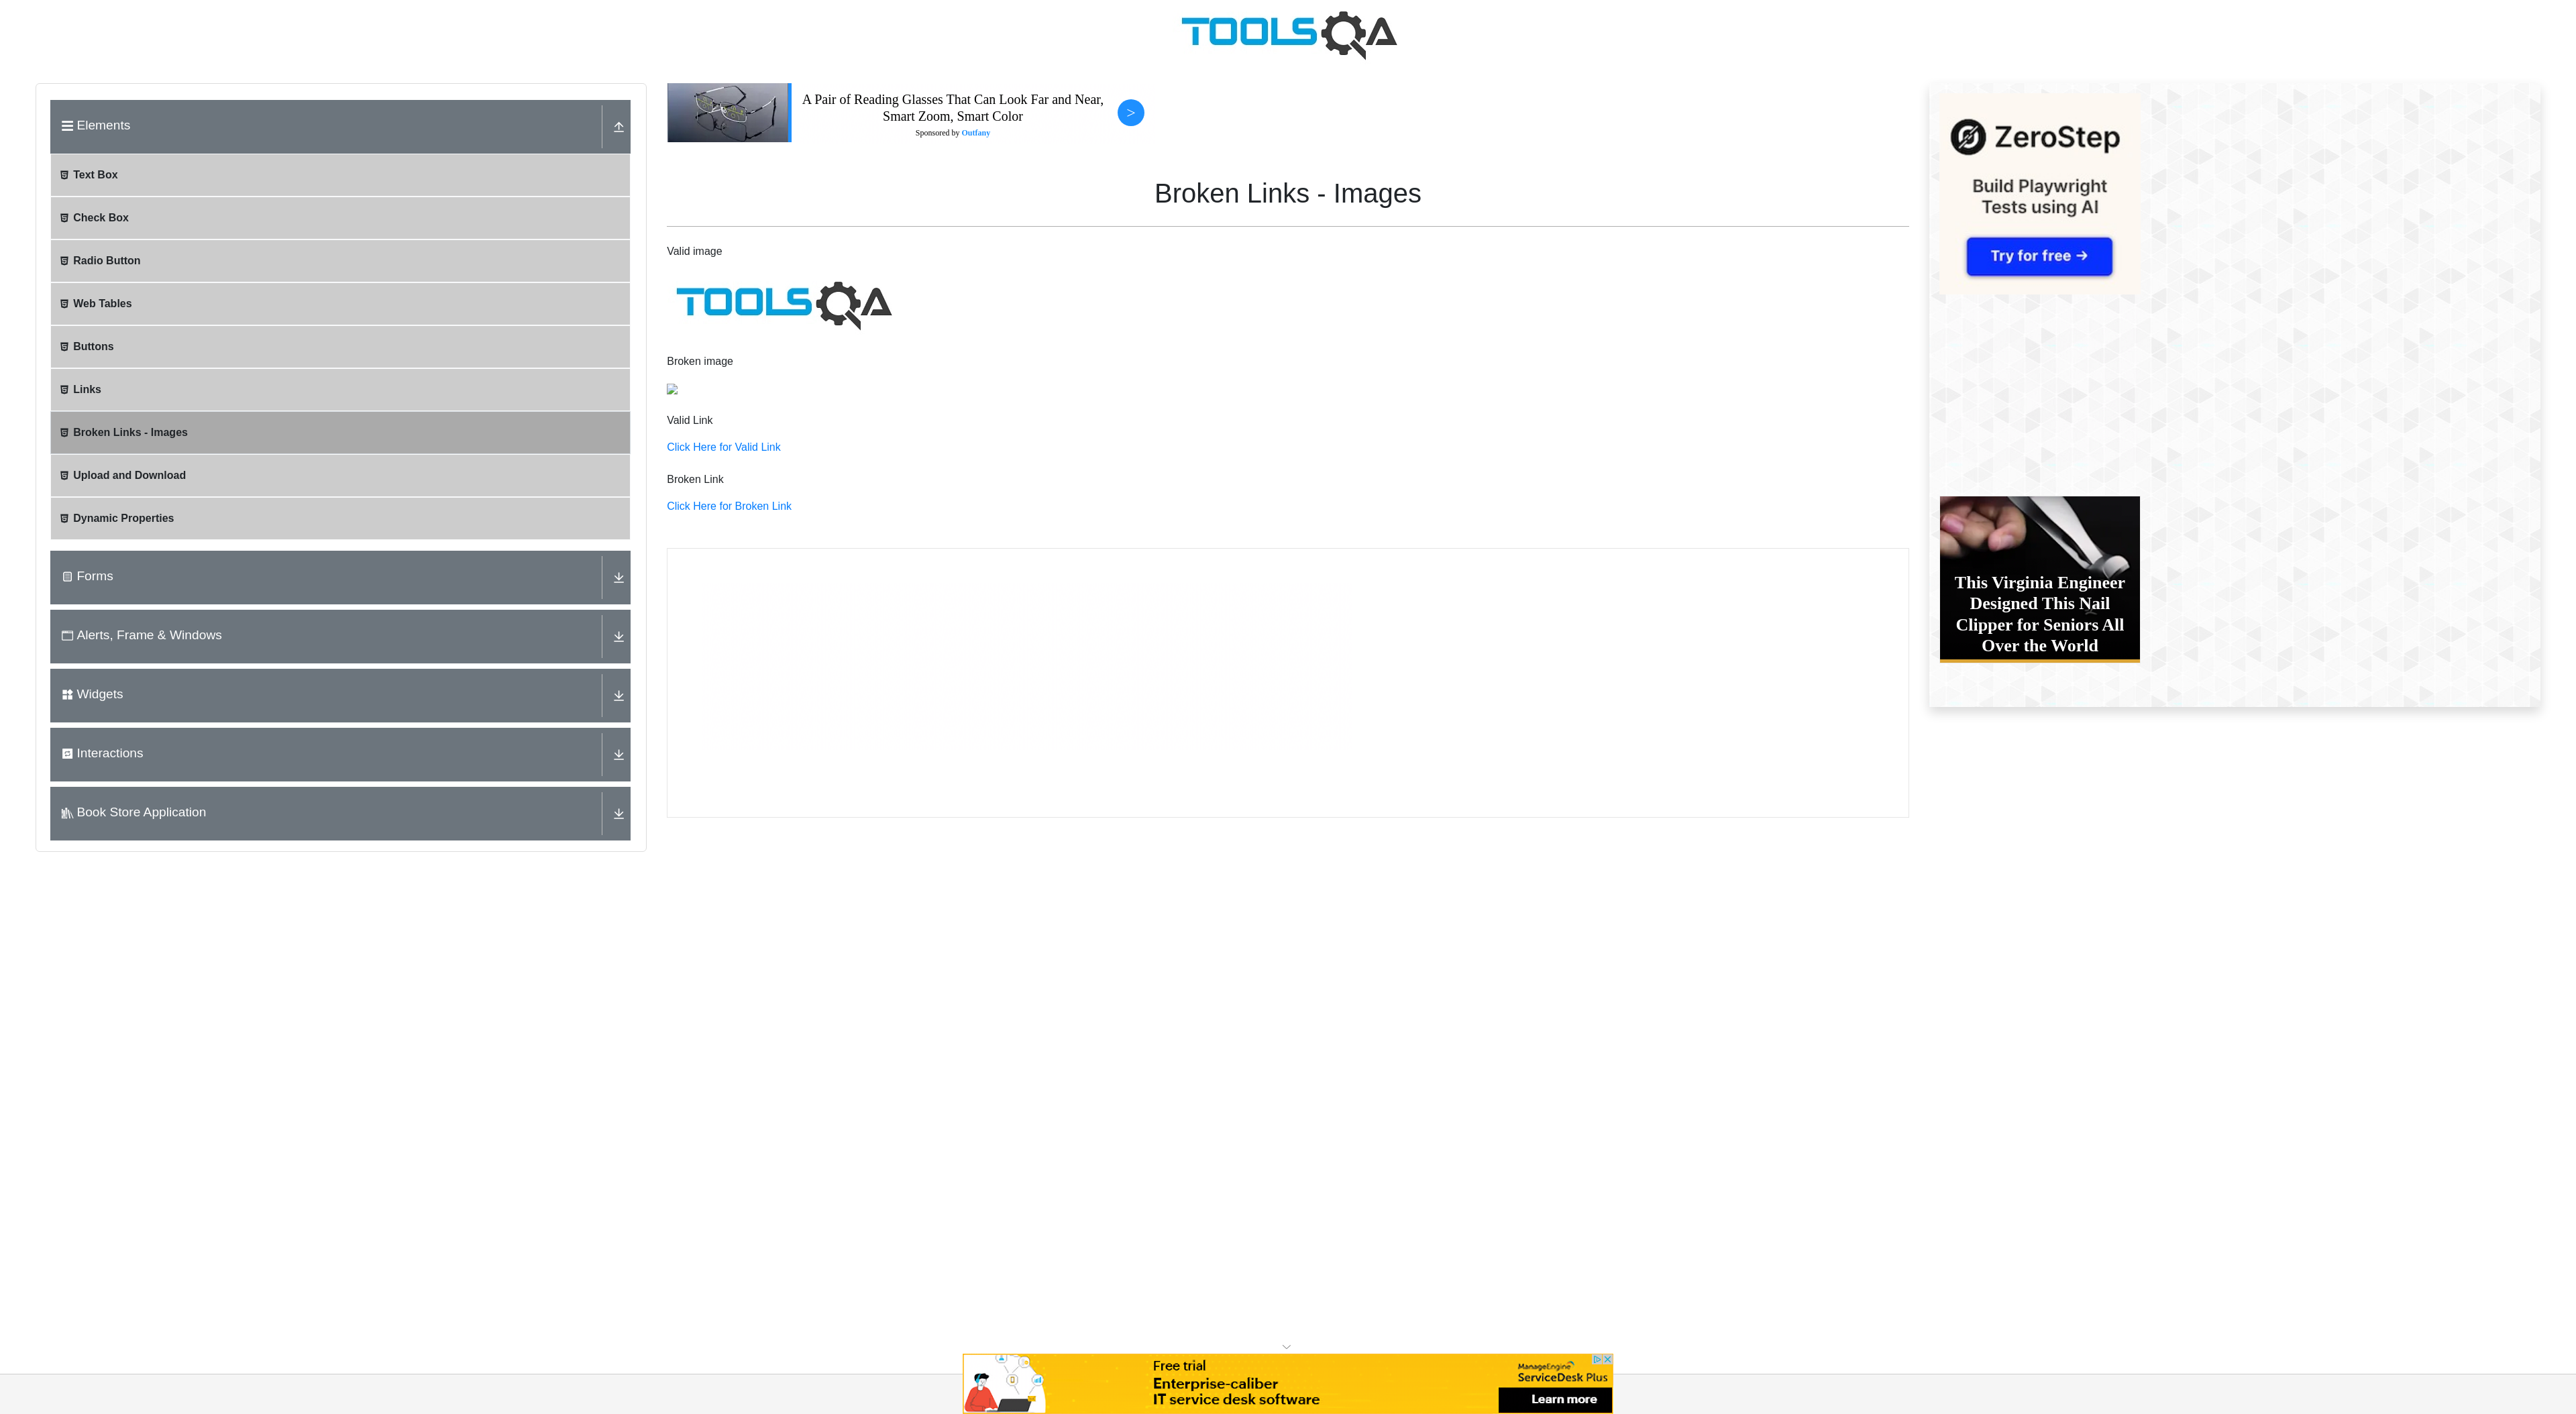 TOOLSQA
Elements
Text Box
Check Box
Radio Button
Web Tables
Buttons
Links
Broken Links - Images
Upload and Download
Dynamic Properties
Forms
Alerts, Frame & Windows
Widgets
Interactions
Book Store Application
A Pair of Reading Glasses That Can Look Far and Near,
Smart Zoom, Smart Color
Sponsored by Outfany
>
Broken Links - Images
Valid image
TOOLSQA
Broken image
Valid Link
Click Here for Valid Link
Broken Link
Click Here for Broken Link
ZeroStep
Build Playwright
Tests using AI
Try for free →
This Virginia Engineer
Designed This Nail
Clipper for Seniors All
Over the World
Free trial
Enterprise-caliber
IT service desk software
ManageEngine
ServiceDesk Plus
Learn more